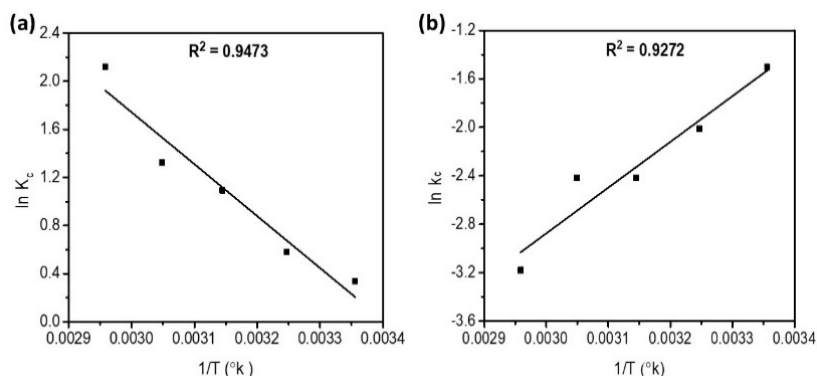 (a)
R² = 0.9473
2.4
2.0
1.6
1.2
0.8
0.4
0.0
ln K_c
0.0029 0.0030 0.0031 0.0032 0.0033 0.0034
1/T (°k )
(b)
R² = 0.9272
-1.2
-1.6
-2.0
-2.4
-2.8
-3.2
-3.6
ln k_c
0.0029 0.0030 0.0031 0.0032 0.0033 0.0034
1/T (°k)